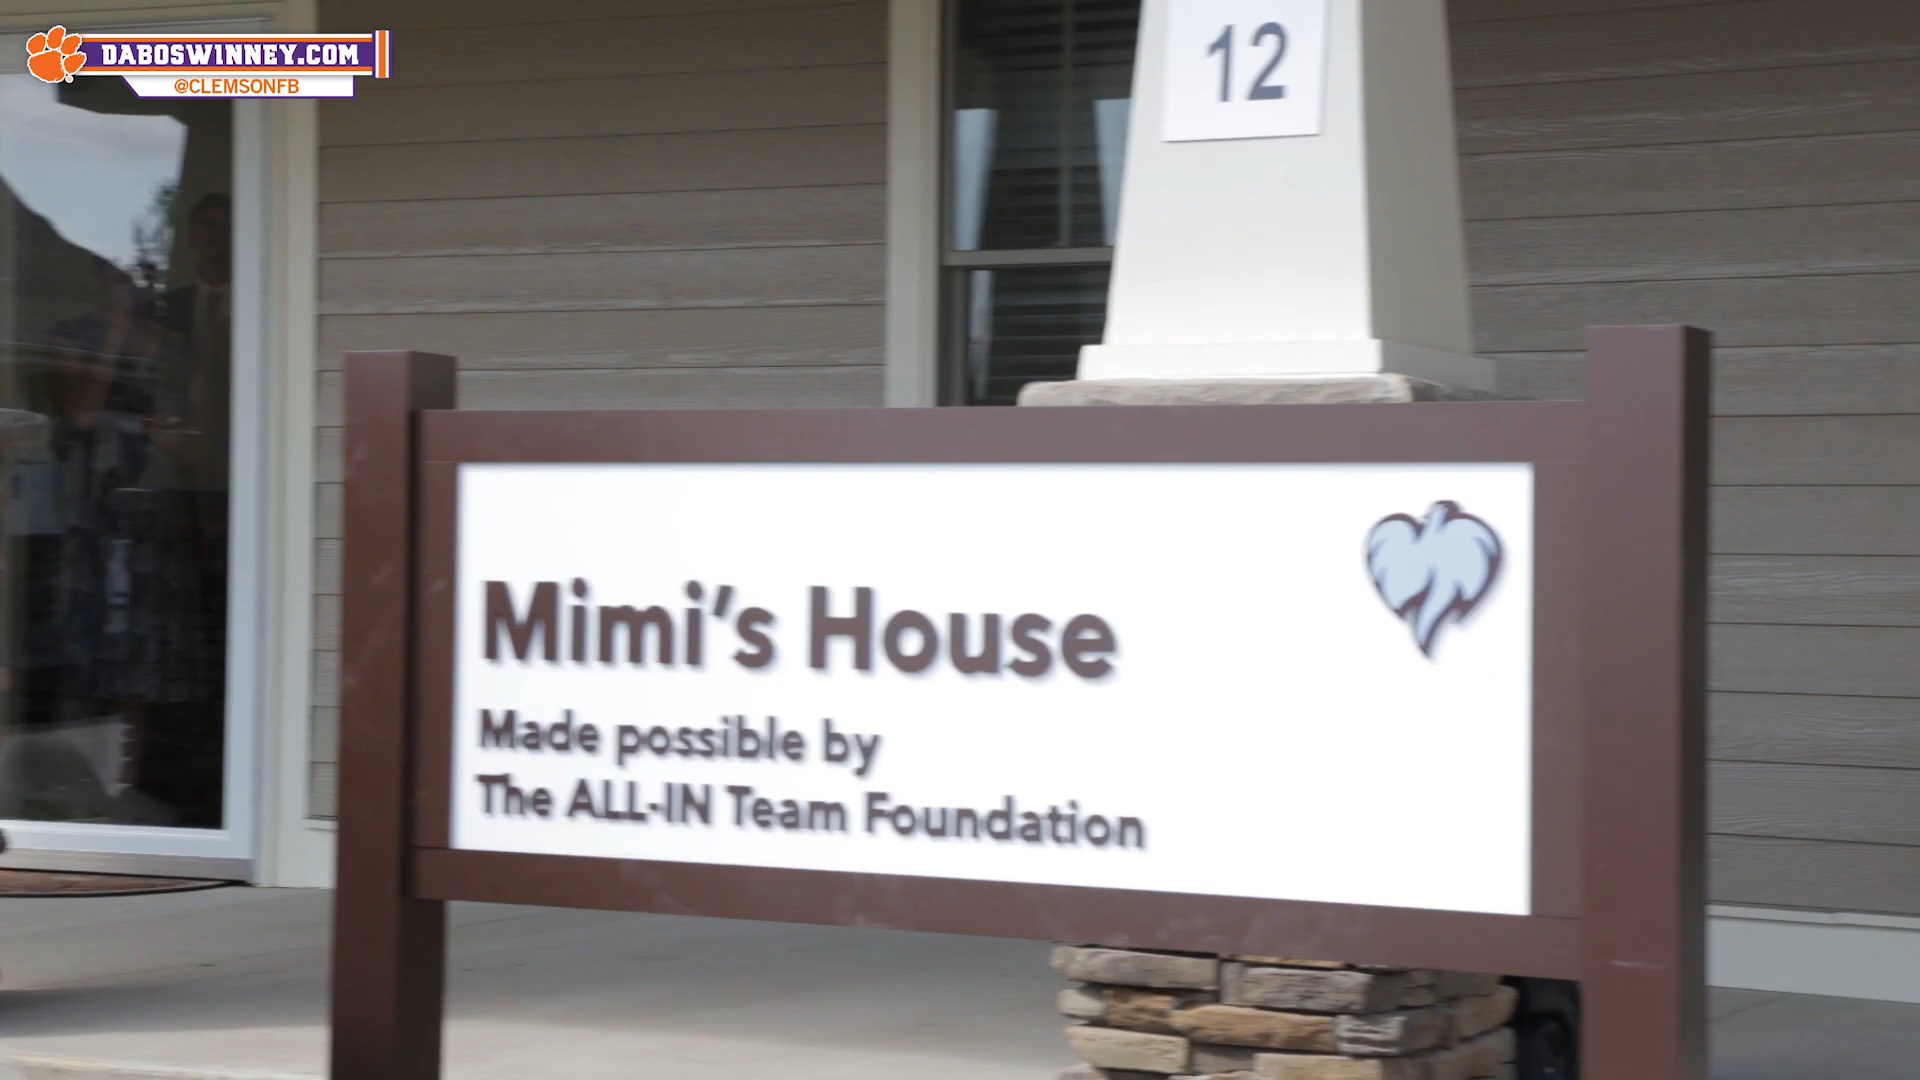 DABOSWINNEY.COM
@CLEMSONFB
12
Mimi's House
Made possible by
The ALL-IN Team Foundation